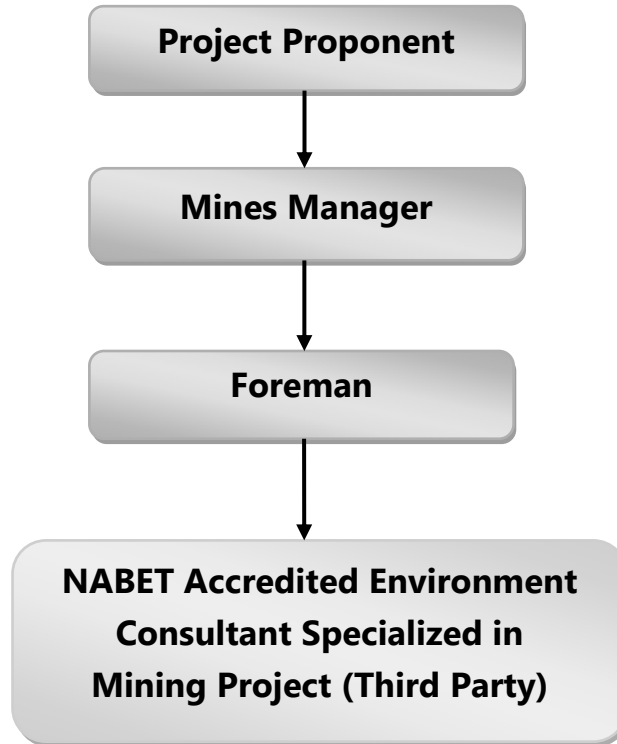 Project Proponent
Mines Manager
Foreman
NABET Accredited Environment
Consultant Specialized in
Mining Project (Third Party)